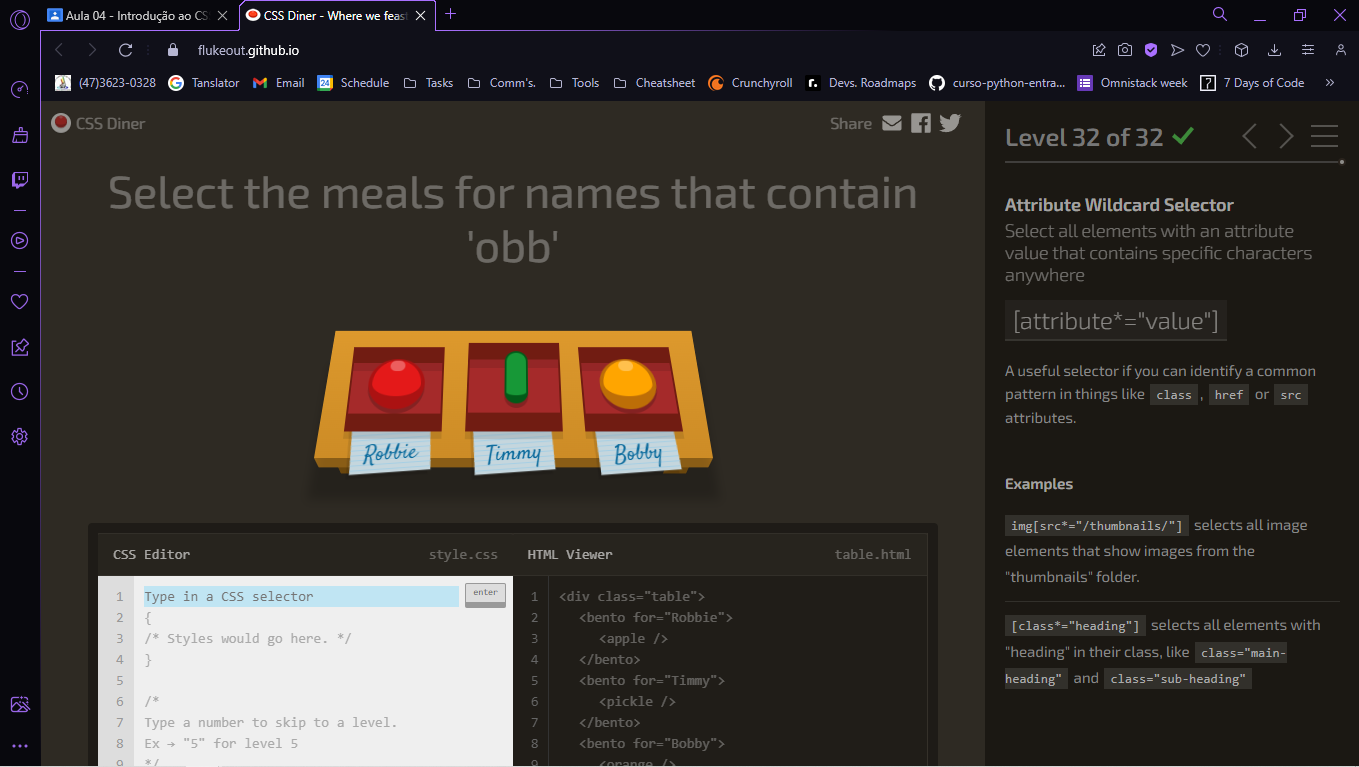 Aula 04 - Introdução ao CS
CSS Diner - Where we feast
flukeout.github.io
(47)3623-0328
Tanslator
Email
24
Schedule
Tasks
Comm's.
Tools
Cheatsheet
Crunchyroll
r.
Devs. Roadmaps
curso-python-entra...
Omnistack week
7
7 Days of Code
»
CSS Diner
Share
Select the meals for names that contain
'obb'
Robbie
Timmy
Bobby
CSS Editor
style.css
HTML Viewer
table.html
1
Type in a CSS selector
enter
2
{
3
/* Styles would go here. */
4
}
5
6
/*
7
Type a number to skip to a level.
8
Ex → "5" for level 5
9
*/
1
<div class="table">
2
<bento for="Robbie">
3
<apple />
4
</bento>
5
<bento for="Timmy">
6
<pickle />
7
</bento>
8
<bento for="Bobby">
9
<orange />
Level 32 of 32
Attribute Wildcard Selector
Select all elements with an attribute
value that contains specific characters
anywhere
[attribute*="value"]
A useful selector if you can identify a common
pattern in things like class , href or src
attributes.
Examples
img[src*="/thumbnails/"] selects all image
elements that show images from the
"thumbnails" folder.
[class*="heading"] selects all elements with
"heading" in their class, like class="main-
heading" and class="sub-heading"